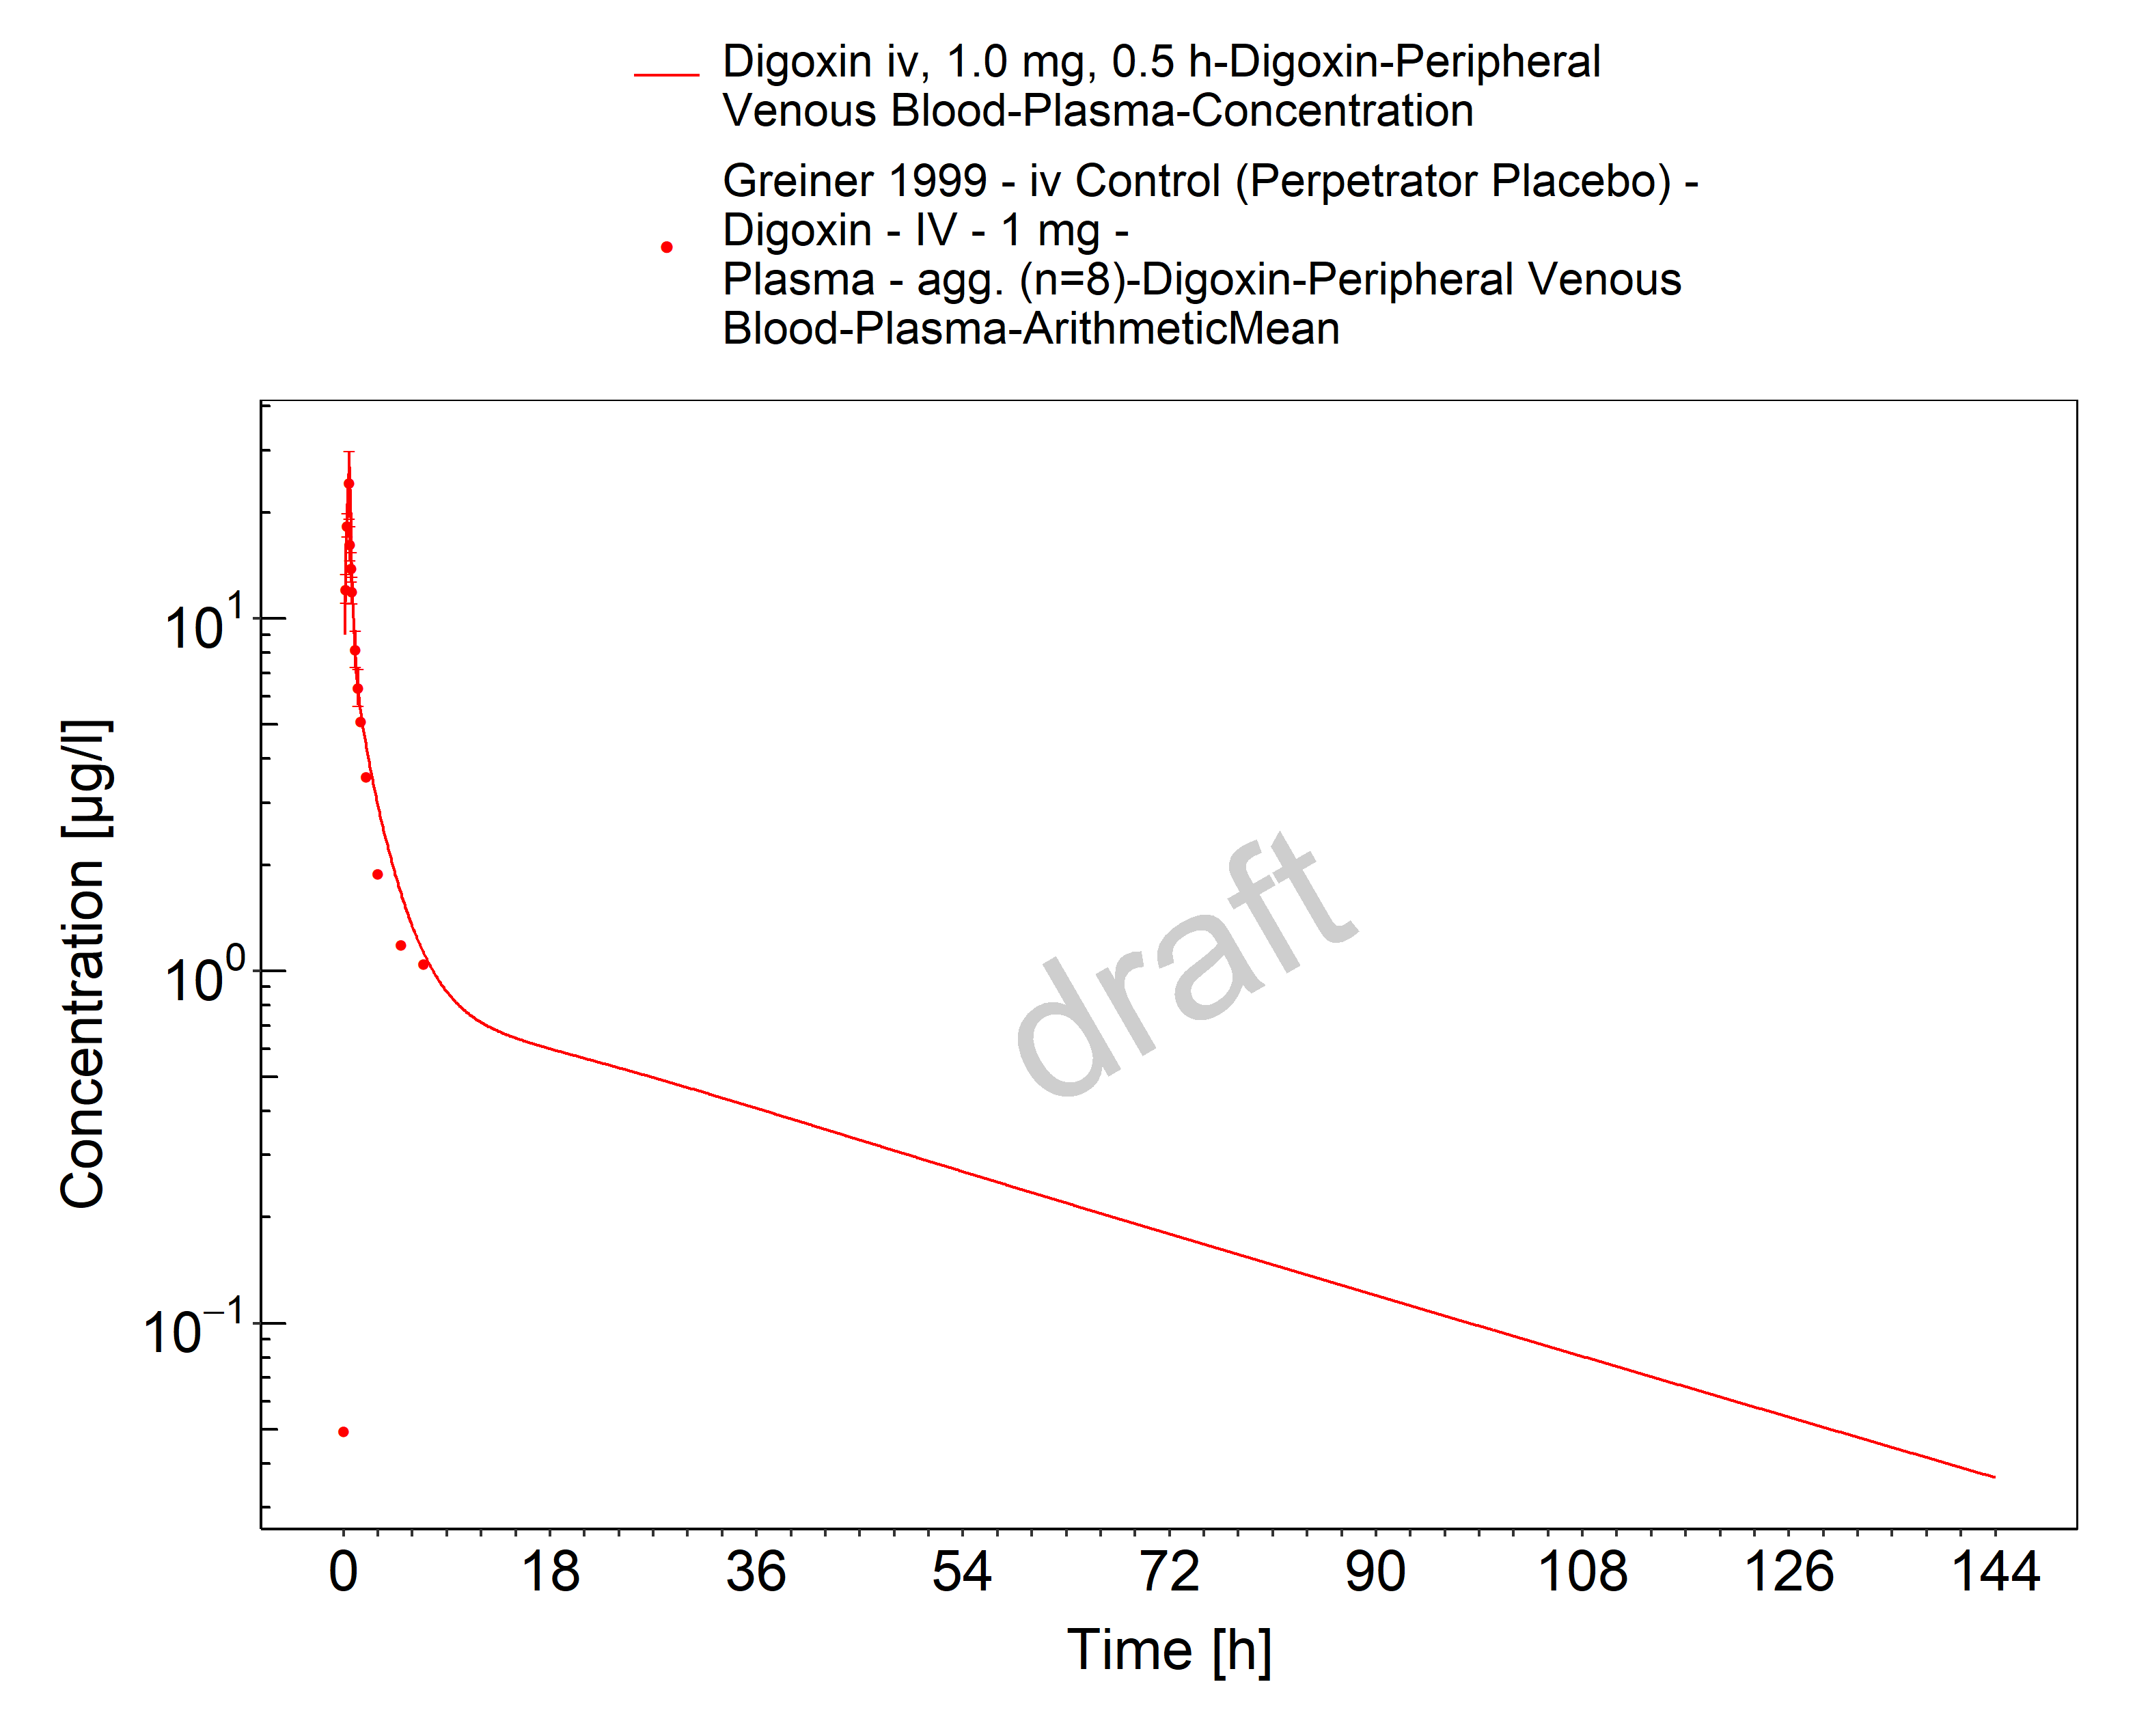 Digoxin iv, 1.0 mg, 0.5 h-Digoxin-Peripheral
Venous Blood-Plasma-Concentration
Greiner 1999 - iv Control (Perpetrator Placebo) -
Digoxin - IV - 1 mg -
Plasma - agg. (n=8)-Digoxin-Peripheral Venous
Blood-Plasma-ArithmeticMean
Concentration [µg/l]
10¹
10⁰
10⁻¹
draft
0 18 36 54 72 90 108 126 144
Time [h]